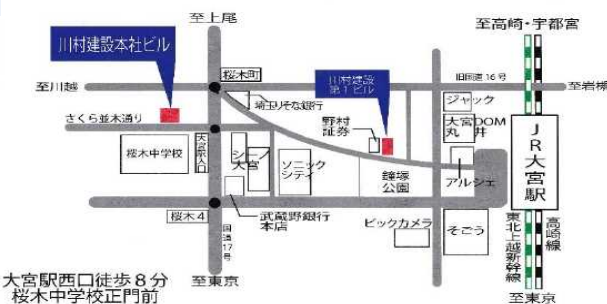 至上尾
至高崎・宇都宮
川村建設本社ビル
桜木町
川村建設
第1ビル
旧国道16号
至川越
至岩槻
埼玉りそな銀行
ジャック
さくら並木通り
野村
証券
大宮DOM
丸井
JR大宮駅
桜木中学校
大宮駅入口
シーノ
大宮
ソニック
シティ
鐘塚
公園
アルシェ
桜木4
武蔵野銀行
本店
ビックカメラ
そごう
国道17号
東北上越新幹線
高崎線
大宮駅西口徒歩8分
桜木中学校正門前
至東京
至東京